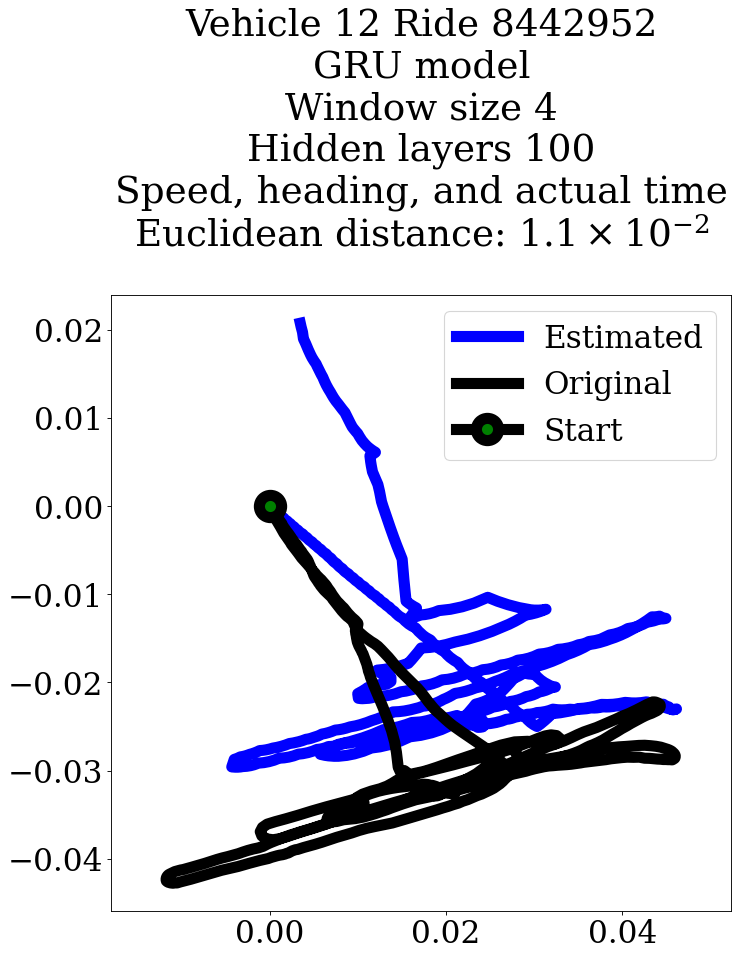 Vehicle 12 Ride 8442952
GRU model
Window size 4
Hidden layers 100
Speed, heading, and actual time
Euclidean distance: 1.1 × 10⁻²
Estimated
Original
Start
0.02
0.01
0.00
−0.01
−0.02
−0.03
−0.04
0.00 0.02 0.04